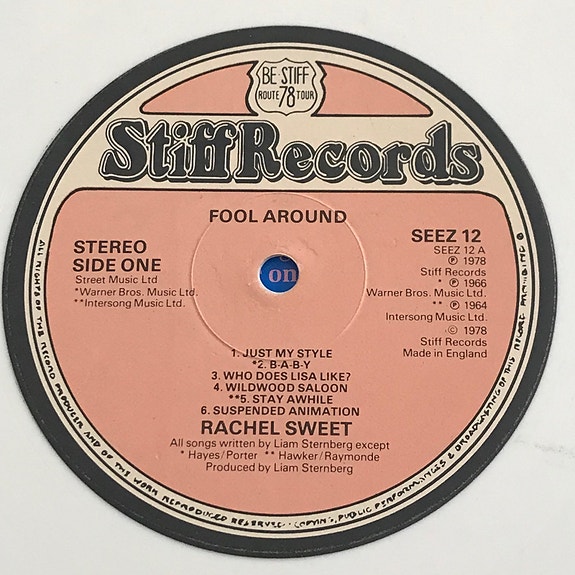 BE STIFF
ROUTE 78 TOUR
Stiff Records
FOOL AROUND
STEREO
SIDE ONE
Street Music Ltd
*Warner Bros. Music Ltd.
**Intersong Music Ltd.
SEEZ 12
SEEZ 12 A
℗ 1978
Stiff Records
* ℗ 1966
Warner Bros. Music Ltd.
** ℗ 1964
Intersong Music Ltd.
© 1978
Stiff Records
Made in England
on
1. JUST MY STYLE
*2. B-A-B-Y
3. WHO DOES LISA LIKE?
4. WILDWOOD SALOON
**5. STAY AWHILE
6. SUSPENDED ANIMATION
RACHEL SWEET
All songs written by Liam Sternberg except
* Hayes/Porter ** Hawker/Raymonde
Produced by Liam Sternberg
ALL RIGHTS OF THE RECORD PRODUCER AND OF THE WORK REPRODUCED RESERVED · COPYING, PUBLIC PERFORMANCES & BROADCASTING OF THIS RECORD PROHIBITED